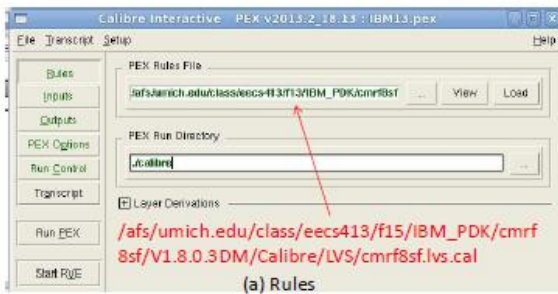 Calibre Interactive - PEX v2013.2_18.13 : IBM13.pex
File Transcript Setup Help
Rules
Inputs
Outputs
PEX Options
Run Control
Transcript
Run PEX
Start RVE
PEX Rules File
/afs/umich.edu/class/eecs413/f13/IBM_PDK/cmrf8sf ... View Load
PEX Run Directory
./calibre ...
Layer Derivations
/afs/umich.edu/class/eecs413/f15/IBM_PDK/cmrf
8sf/V1.8.0.3DM/Calibre/LVS/cmrf8sf.lvs.cal
(a) Rules